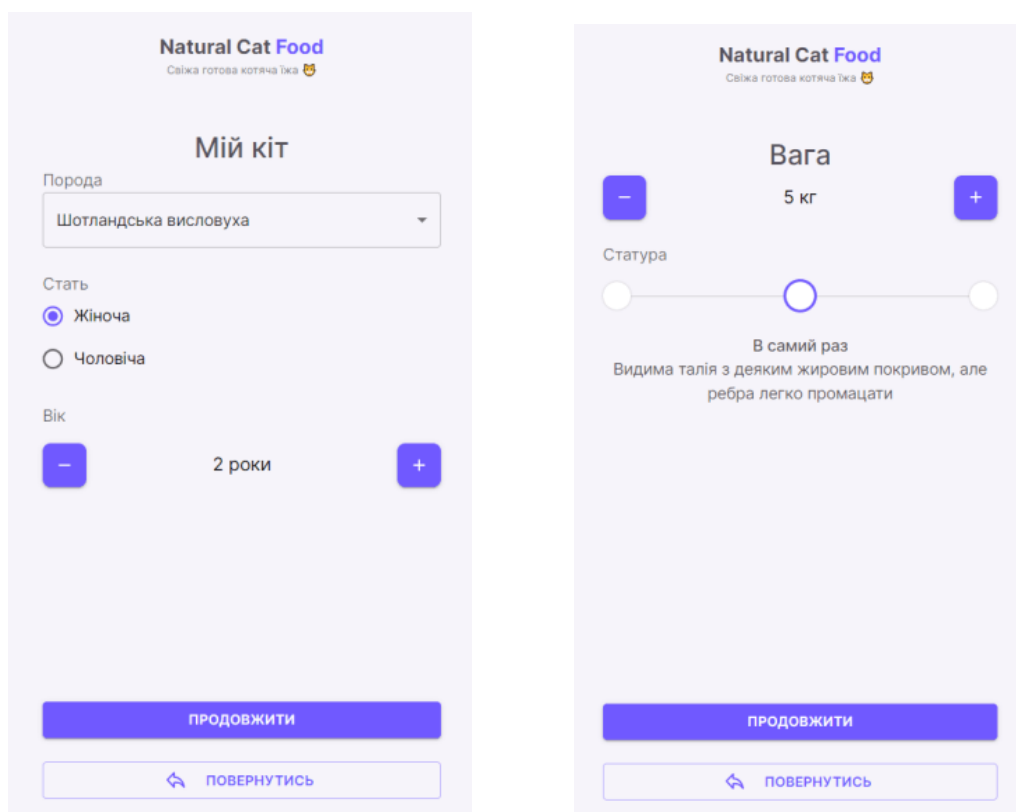 Natural Cat Food
Свіжа готова котяча їжа 🐱
Мій кіт
Порода
Шотландська висловуха
Стать
Жіноча
Чоловіча
Вік
−
2 роки
+
ПРОДОВЖИТИ
ПОВЕРНУТИСЬ
Natural Cat Food
Свіжа готова котяча їжа 🐱
Вага
−
5 кг
+
Статура
В самий раз
Видима талія з деяким жировим покривом, але
ребра легко промацати
ПРОДОВЖИТИ
ПОВЕРНУТИСЬ